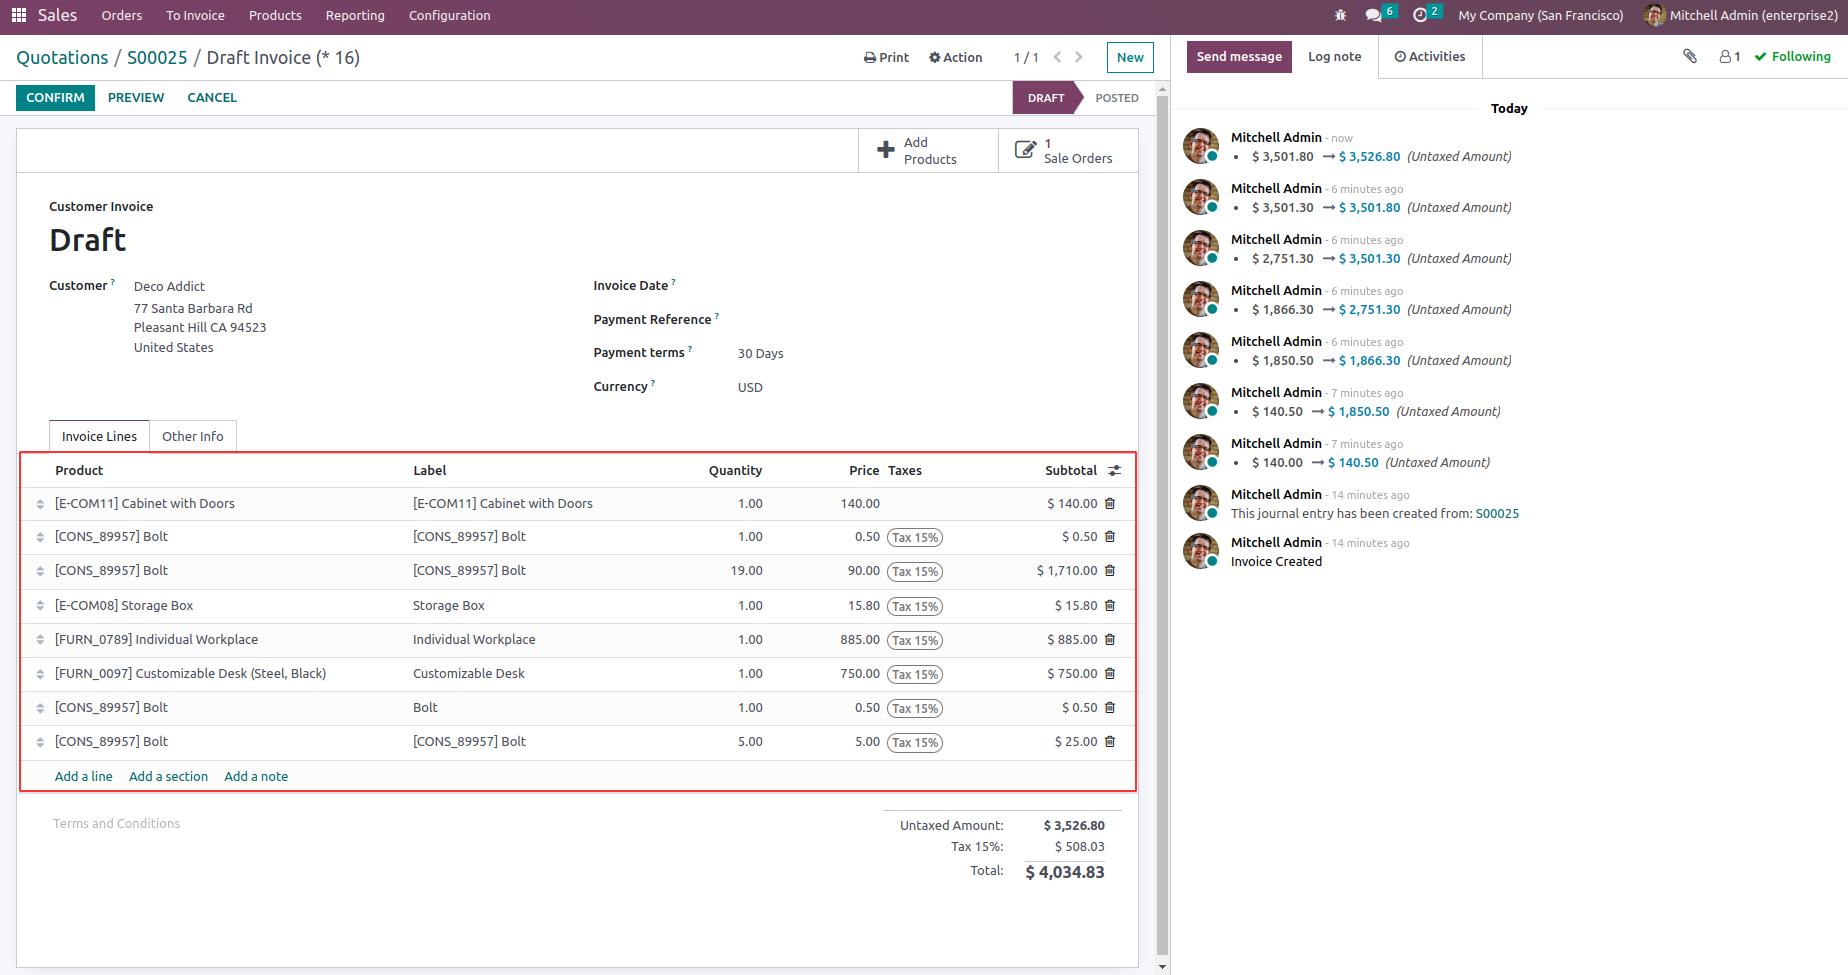 Sales Orders To Invoice Products Reporting Configuration 6 2 My Company (San Francisco) Mitchell Admin (enterprise2)
Quotations / S00025 / Draft Invoice (* 16) Print Action 1 / 1 New
CONFIRM PREVIEW CANCEL DRAFT POSTED
Add Products
1 Sale Orders
Customer Invoice
Draft
Customer ? Deco Addict
77 Santa Barbara Rd
Pleasant Hill CA 94523
United States
Invoice Date ?
Payment Reference ?
Payment terms ? 30 Days
Currency ? USD
Invoice Lines Other Info
Product Label Quantity Price Taxes Subtotal
[E-COM11] Cabinet with Doors [E-COM11] Cabinet with Doors 1.00 140.00 $ 140.00
[CONS_89957] Bolt [CONS_89957] Bolt 1.00 0.50 Tax 15% $ 0.50
[CONS_89957] Bolt [CONS_89957] Bolt 19.00 90.00 Tax 15% $ 1,710.00
[E-COM08] Storage Box Storage Box 1.00 15.80 Tax 15% $ 15.80
[FURN_0789] Individual Workplace Individual Workplace 1.00 885.00 Tax 15% $ 885.00
[FURN_0097] Customizable Desk (Steel, Black) Customizable Desk 1.00 750.00 Tax 15% $ 750.00
[CONS_89957] Bolt Bolt 1.00 0.50 Tax 15% $ 0.50
[CONS_89957] Bolt [CONS_89957] Bolt 5.00 5.00 Tax 15% $ 25.00
Add a line Add a section Add a note
Terms and Conditions
Untaxed Amount: $ 3,526.80
Tax 15%: $ 508.03
Total: $ 4,034.83
Send message Log note Activities 1 Following
Today
Mitchell Admin - now
• $ 3,501.80 → $ 3,526.80 (Untaxed Amount)
Mitchell Admin - 6 minutes ago
• $ 3,501.30 → $ 3,501.80 (Untaxed Amount)
Mitchell Admin - 6 minutes ago
• $ 2,751.30 → $ 3,501.30 (Untaxed Amount)
Mitchell Admin - 6 minutes ago
• $ 1,866.30 → $ 2,751.30 (Untaxed Amount)
Mitchell Admin - 6 minutes ago
• $ 1,850.50 → $ 1,866.30 (Untaxed Amount)
Mitchell Admin - 7 minutes ago
• $ 140.50 → $ 1,850.50 (Untaxed Amount)
Mitchell Admin - 7 minutes ago
• $ 140.00 → $ 140.50 (Untaxed Amount)
Mitchell Admin - 14 minutes ago
This journal entry has been created from: S00025
Mitchell Admin - 14 minutes ago
Invoice Created